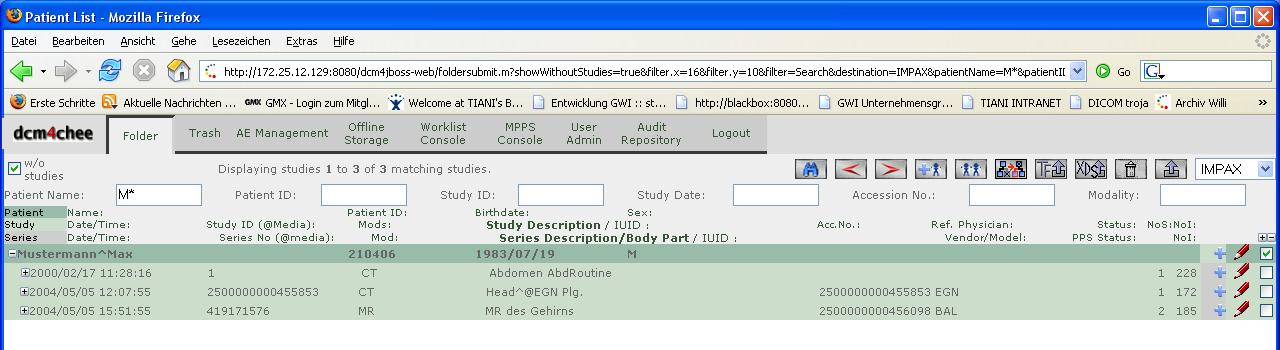 Patient List - Mozilla Firefox
Datei Bearbeiten Ansicht Gehe Lesezeichen Extras Hilfe
http://172.25.12.129:8080/dcm4jboss-web/foldersubmit.m?showWithoutStudies=true&filter.x=16&filter.y=10&filter=Search&destination=IMPAX&patientName=M*&patientID Go G
Erste Schritte Aktuelle Nachrichten ... GMX GMX - Login zum Mitgl... Welcome at TIANI's B... Entwicklung GWI :: st... http://blackbox:8080... GWI Unternehmensgr... TIANI INTRANET DICOM troja Archiv Willi »
dcm4chee Folder Trash AE Management Offline Storage Worklist Console MPPS Console User Admin Audit Repository Logout
w/o studies Displaying studies 1 to 3 of 3 matching studies. TF XDS IMPAX
Patient Name: M* Patient ID: Study ID: Study Date: Accession No.: Modality:
Patient Name: Patient ID: Birthdate: Sex:
Study Date/Time: Study ID (@Media): Mods: Study Description / IUID : Acc.No.: Ref. Physician: Status: NoS: NoI:
Series Date/Time: Series No (@media): Mod: Series Description/Body Part / IUID : Vendor/Model: PPS Status: NoI:
Mustermann^Max 210406 1983/07/19 M
2000/02/17 11:28:16 1 CT Abdomen AbdRoutine 1 228
2004/05/05 12:07:55 2500000000455853 CT Head^@EGN Plg. 2500000000455853 EGN 1 172
2004/05/05 15:51:55 419171576 MR MR des Gehirns 2500000000456098 BAL 2 185